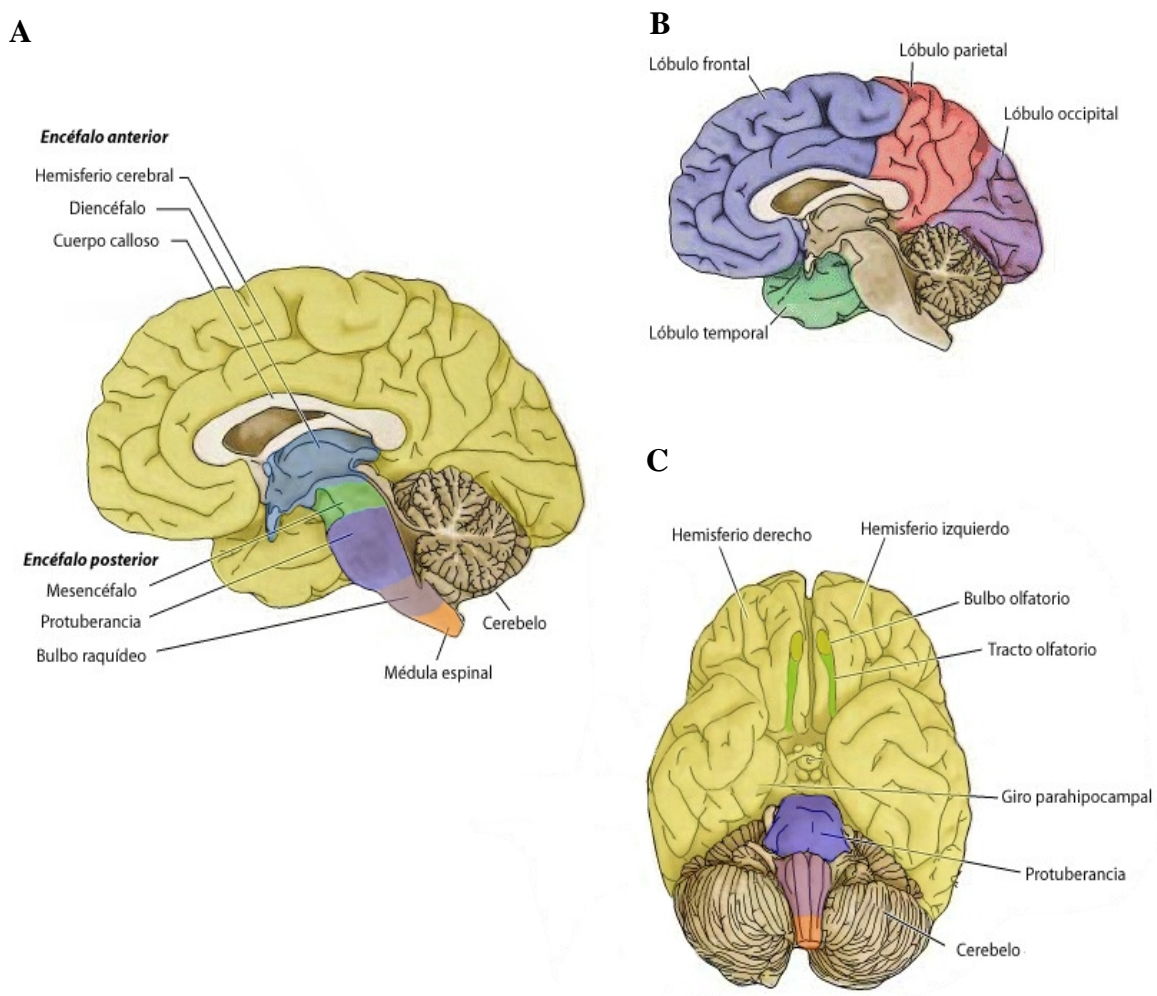 A
Encéfalo anterior
Hemisferio cerebral
Diencéfalo
Cuerpo calloso
Encéfalo posterior
Mesencéfalo
Protuberancia
Bulbo raquídeo
Cerebelo
Médula espinal
B
Lóbulo frontal
Lóbulo parietal
Lóbulo occipital
Lóbulo temporal
C
Hemisferio derecho
Hemisferio izquierdo
Bulbo olfatorio
Tracto olfatorio
Giro parahipocampal
Protuberancia
Cerebelo